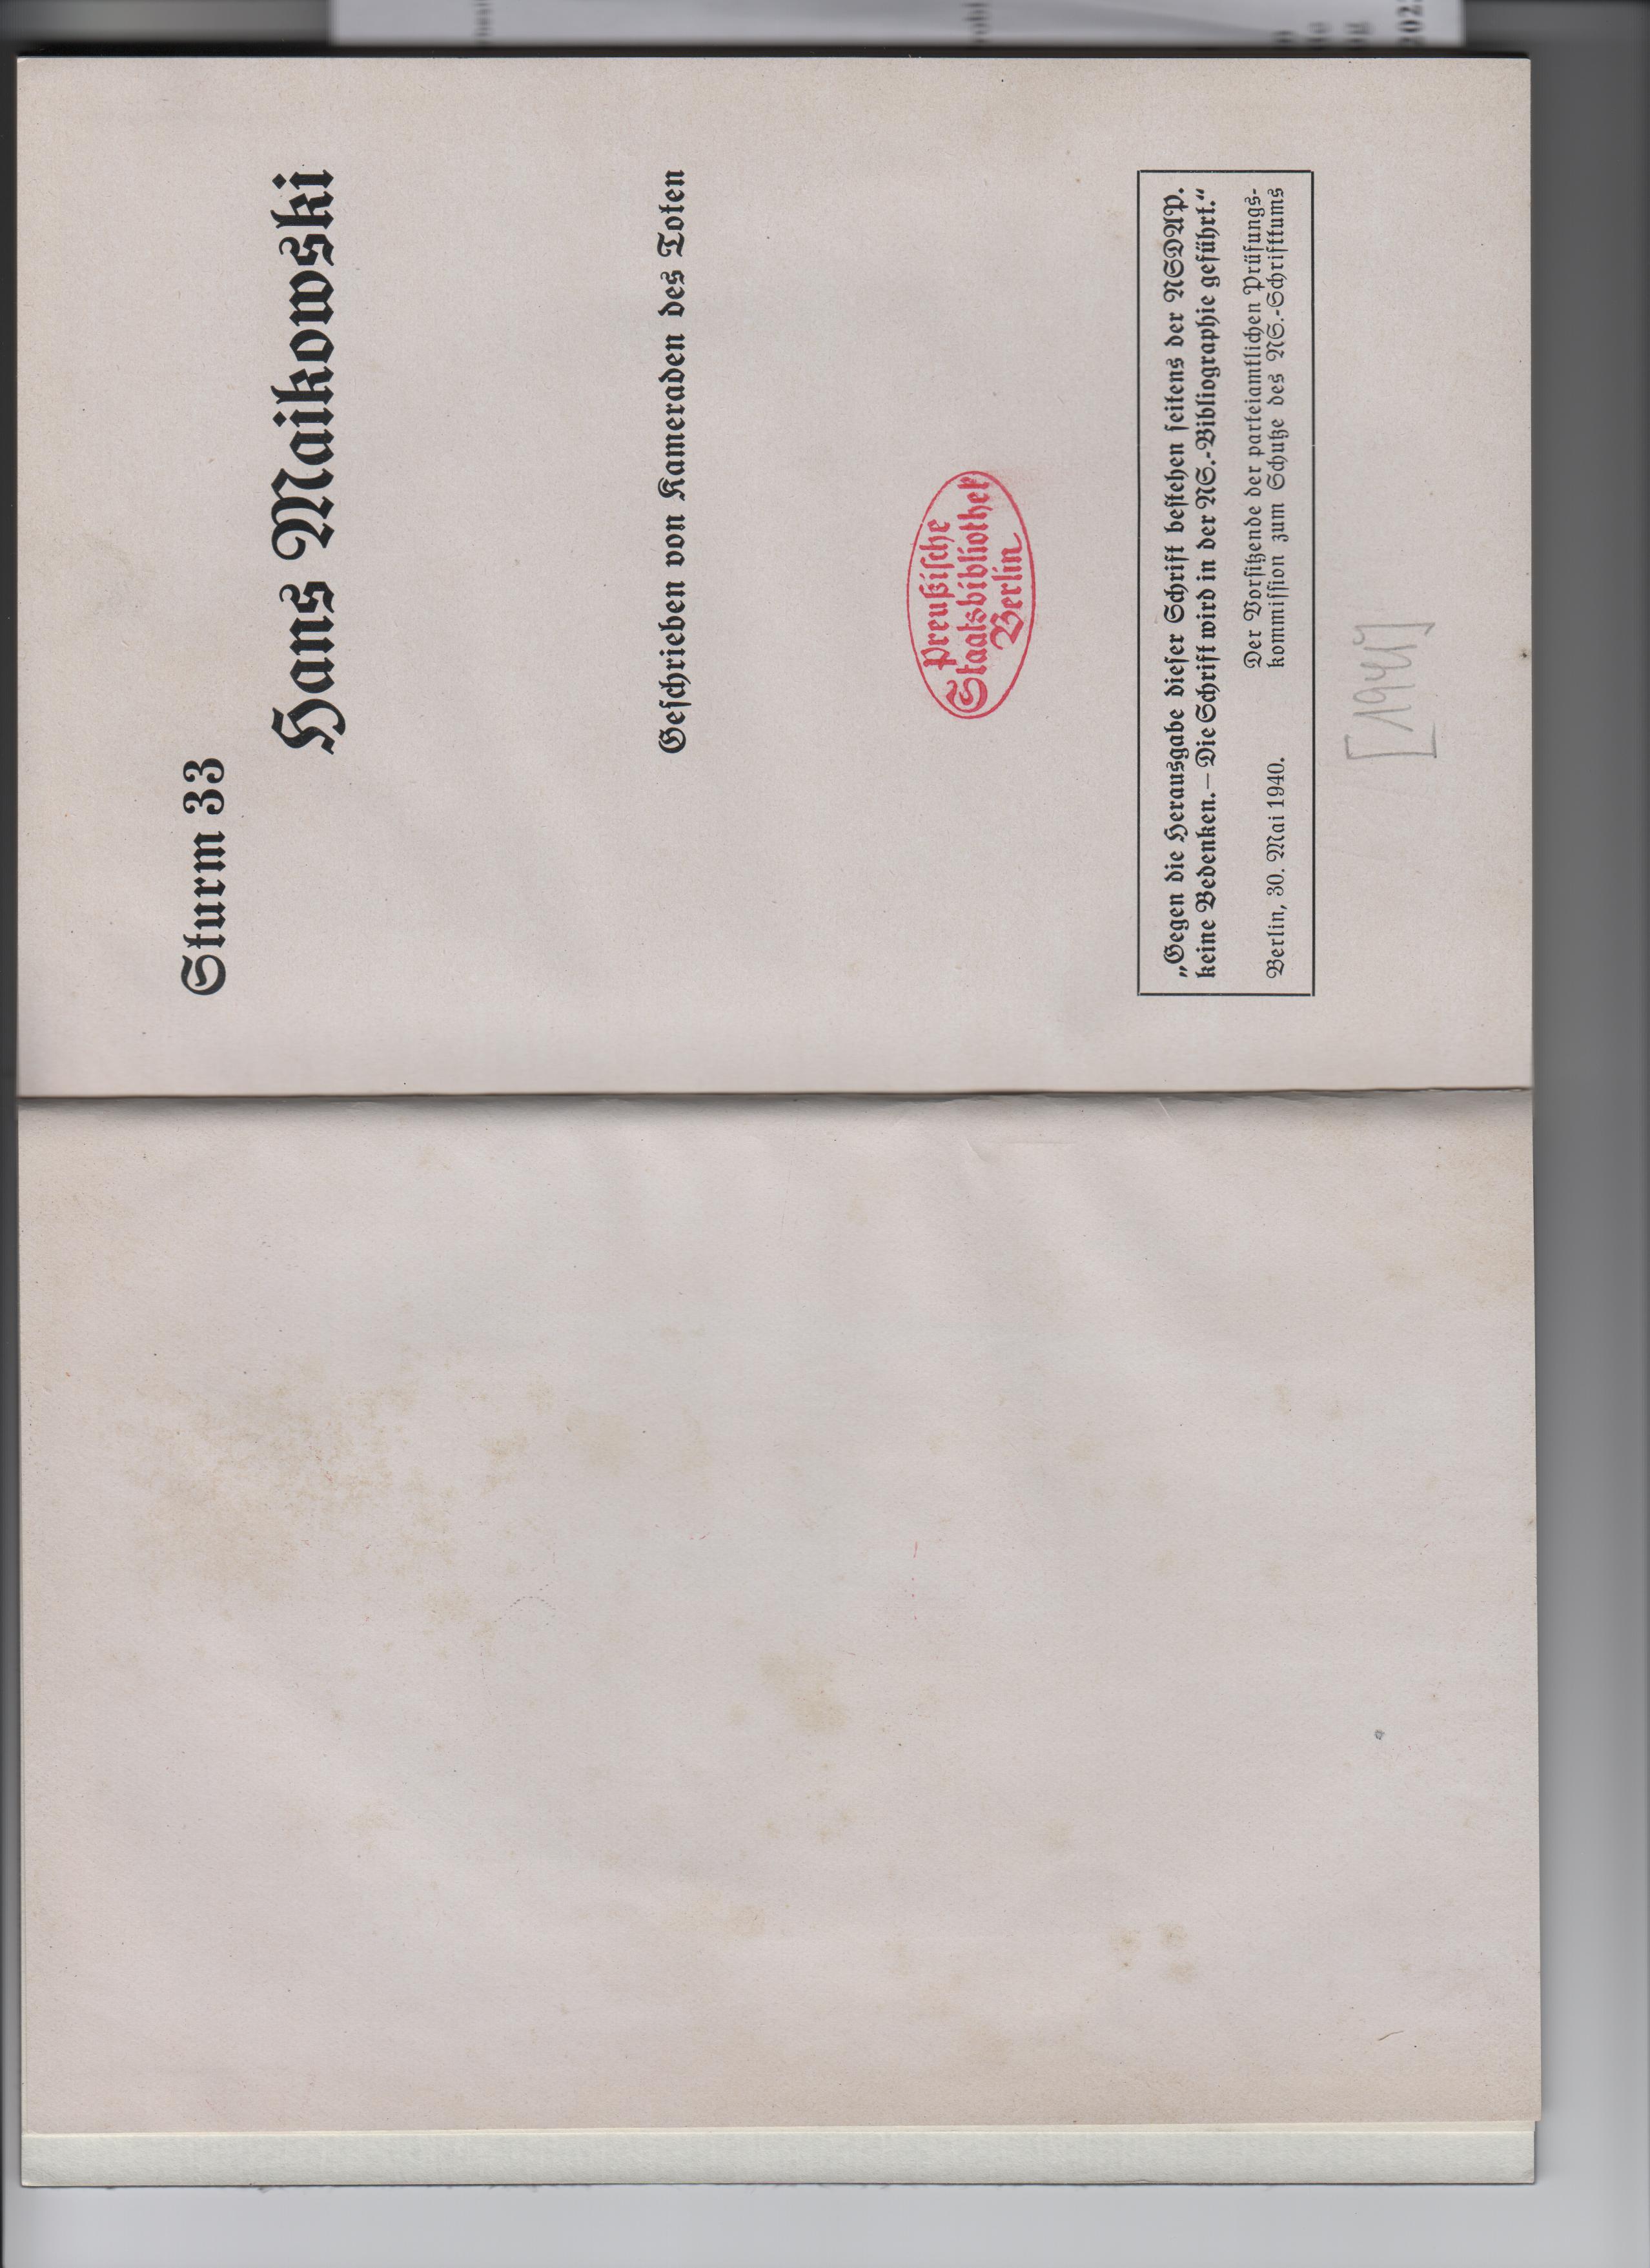 Sturm 33
Hans Maikowski
Geschrieben von Kameraden des Toten
Preußische
Staatsbibliothek
Berlin
„Gegen die Herausgabe dieser Schrift bestehen seitens der NSDAP.
keine Bedenken. — Die Schrift wird in der NS.-Bibliographie geführt.“
Der Vorsitzende der parteiamtlichen Prüfungs-
Berlin, 30. Mai 1940. kommission zum Schutze des NS.-Schrifttums